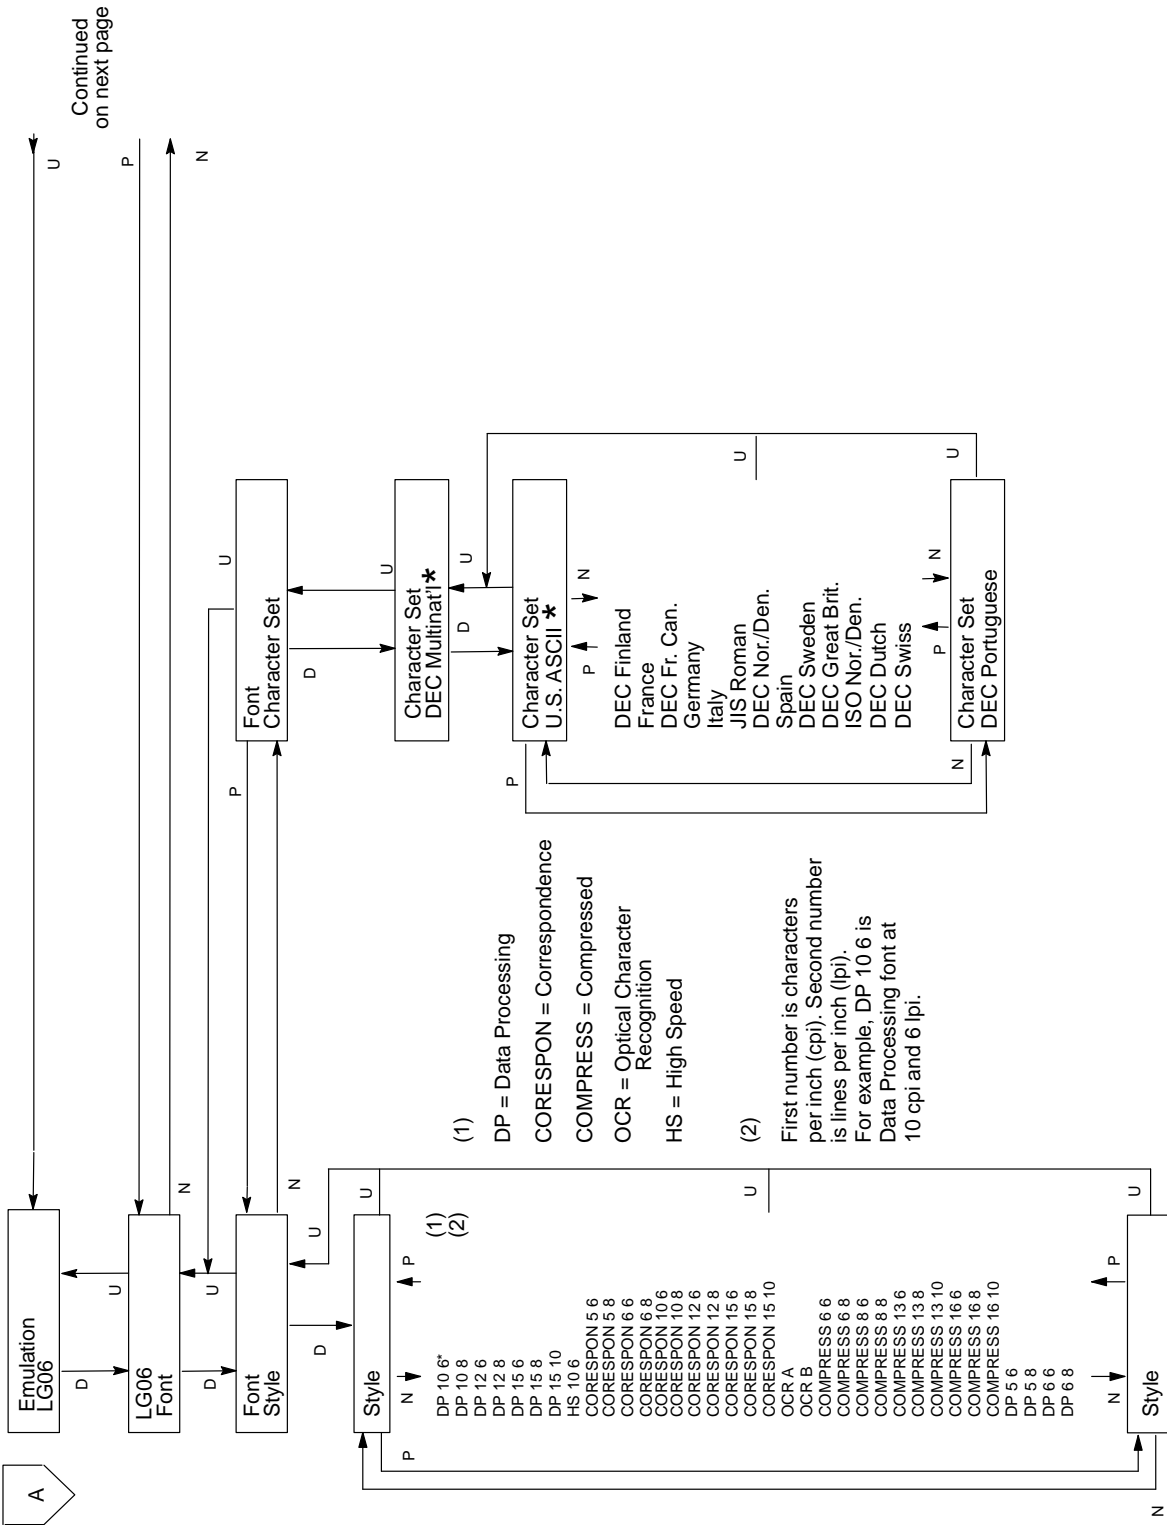 A
Emulation
LG06
D
U
U
Continued
on next page
LG06
Font
D
U
N
P
N
Font
Style
D
U
N
P
Font
Character Set
D
U
U
Character Set
DEC Multinat'l*
D
U
Character Set
U.S. ASCII *
P
P
N
DEC Finland
France
DEC Fr. Can.
Germany
Italy
JIS Roman
DEC Nor./Den.
Spain
DEC Sweden
DEC Great Brit.
ISO Nor./Den.
DEC Dutch
DEC Swiss
U
P
N
Character Set
DEC Portuguese
N
U
Style
U
P
N
P
(1)
(2)
DP 10 6*
DP 10 8
DP 12 6
DP 12 8
DP 15 6
DP 15 8
DP 15 10
HS 10 6
CORESPON 5 6
CORESPON 5 8
CORESPON 6 6
CORESPON 6 8
CORESPON 10 6
CORESPON 10 8
CORESPON 12 6
CORESPON 12 8
CORESPON 15 6
CORESPON 15 8
CORESPON 15 10
OCR A
OCR B
COMPRESS 6 6
COMPRESS 6 8
COMPRESS 8 6
COMPRESS 8 8
COMPRESS 13 6
COMPRESS 13 8
COMPRESS 13 10
COMPRESS 16 6
COMPRESS 16 8
COMPRESS 16 10
DP 5 6
DP 5 8
DP 6 6
DP 6 8
U
N
P
Style
N
U
(1)
DP = Data Processing
CORESPON = Correspondence
COMPRESS = Compressed
OCR = Optical Character
Recognition
HS = High Speed
(2)
First number is characters
per inch (cpi). Second number
is lines per inch (lpi).
For example, DP 10 6 is
Data Processing font at
10 cpi and 6 lpi.